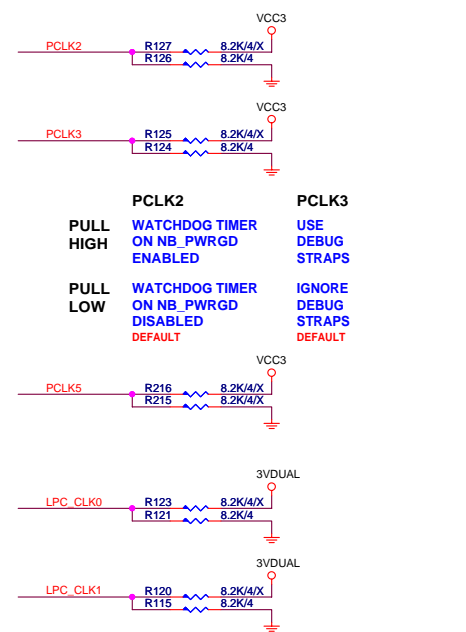 VCC3
PCLK2 R127 8.2K/4/X
R126 8.2K/4
VCC3
PCLK3 R125 8.2K/4/X
R124 8.2K/4
PCLK2 PCLK3
PULL HIGH WATCHDOG TIMER ON NB_PWRGD ENABLED USE DEBUG STRAPS
PULL LOW WATCHDOG TIMER ON NB_PWRGD DISABLED DEFAULT IGNORE DEBUG STRAPS DEFAULT
VCC3
PCLK5 R216 8.2K/4/X
R215 8.2K/4/X
3VDUAL
LPC_CLK0 R123 8.2K/4/X
R121 8.2K/4
3VDUAL
LPC_CLK1 R120 8.2K/4/X
R115 8.2K/4